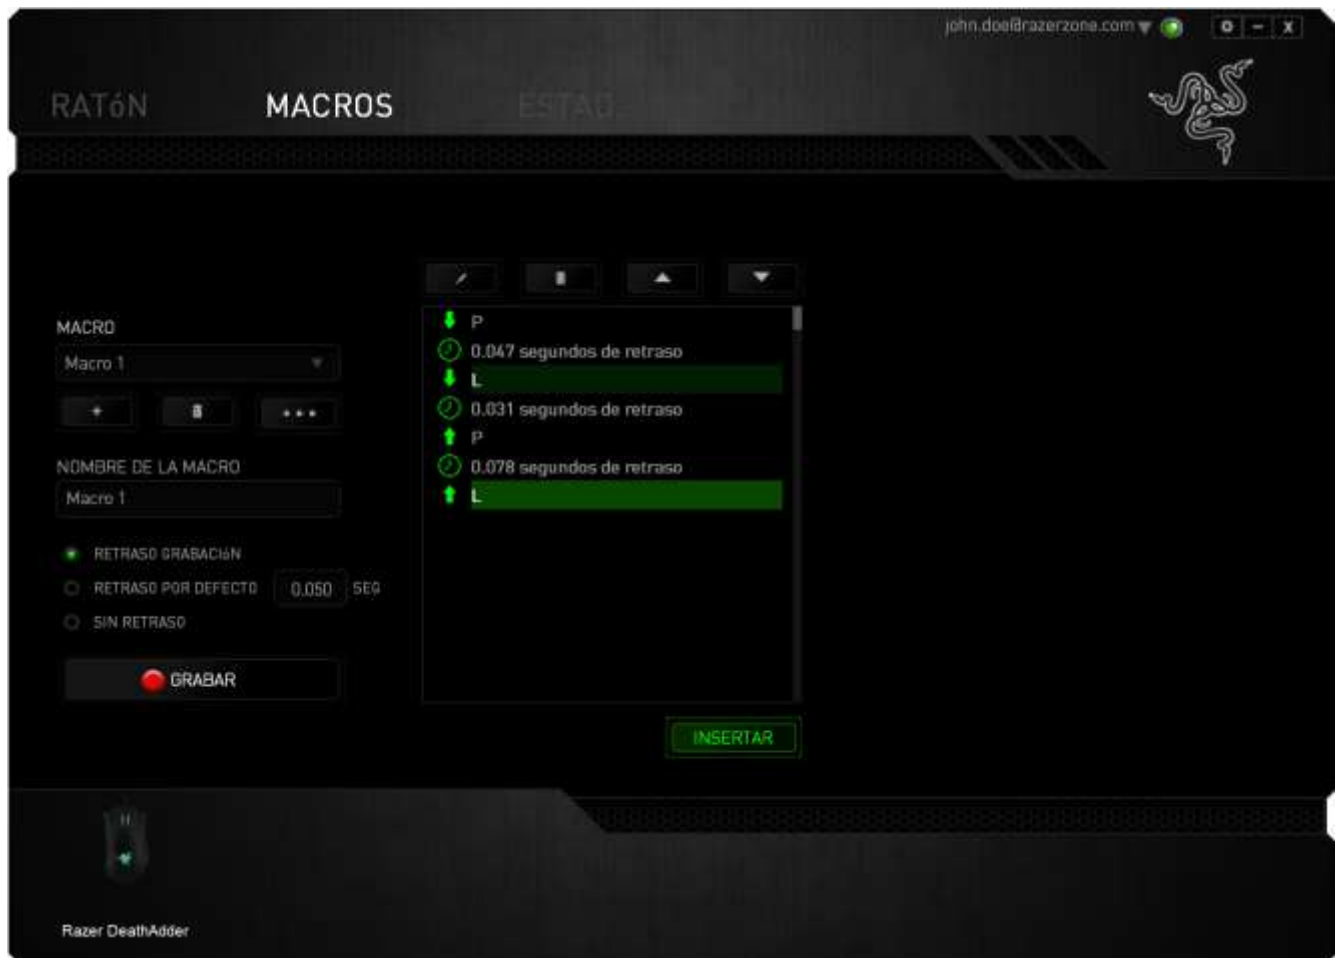 john.doe@razerzone.com
RATóN
MACROS
ESTAD...
MACRO
Macro 1
NOMBRE DE LA MACRO
Macro 1
RETRASO GRABACIóN
RETRASO POR DEFECTO 0.050 SEG
SIN RETRASO
GRABAR
P
0.047 segundos de retraso
L
0.031 segundos de retraso
P
0.078 segundos de retraso
L
INSERTAR
Razer DeathAdder